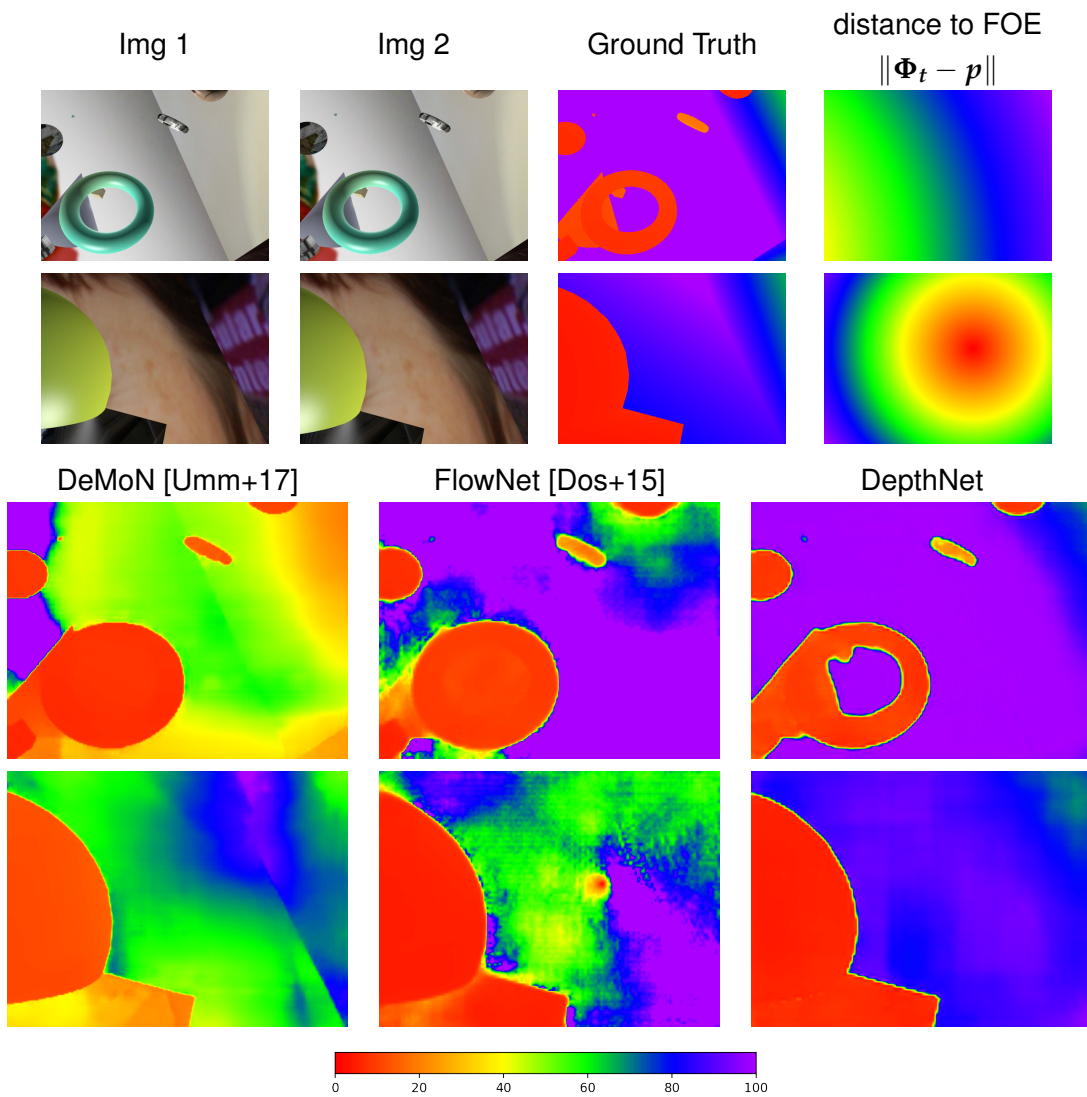 Img 1
Img 2
Ground Truth
distance to FOE
‖Φt − p‖
DeMoN [Umm+17]
FlowNet [Dos+15]
DepthNet
0 20 40 60 80 100